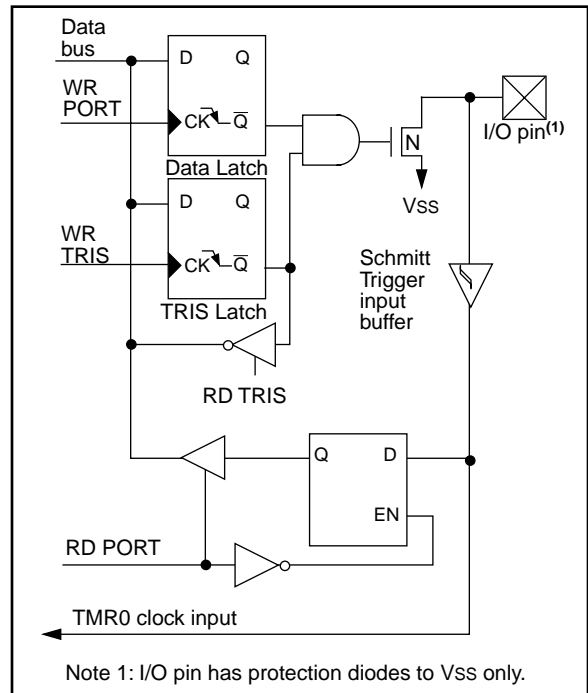 Data
bus
D Q
WR
PORT
CK Q
N
I/O pin(1)
Data Latch
VSS
D Q
WR
TRIS
CK Q
Schmitt
Trigger
input
buffer
TRIS Latch
RD TRIS
Q D
EN
RD PORT
TMR0 clock input
Note 1: I/O pin has protection diodes to VSS only.